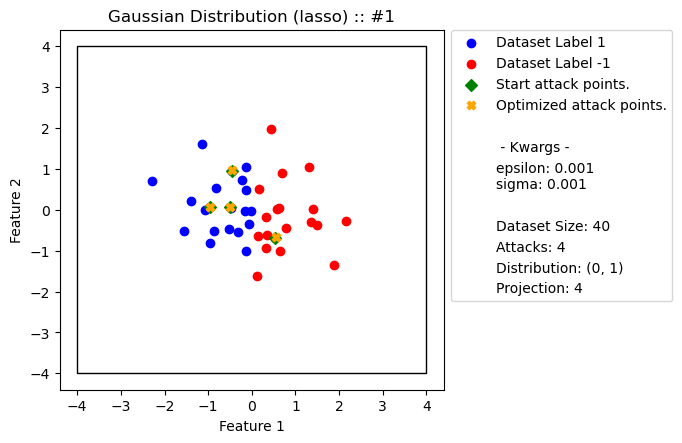 Gaussian Distribution (lasso) :: #1
Dataset Label 1
Dataset Label -1
Start attack points.
Optimized attack points.
- Kwargs -
epsilon: 0.001
sigma: 0.001
Dataset Size: 40
Attacks: 4
Distribution: (0, 1)
Projection: 4
Feature 2
4
3
2
1
0
−1
−2
−3
−4
−4 −3 −2 −1 0 1 2 3 4
Feature 1